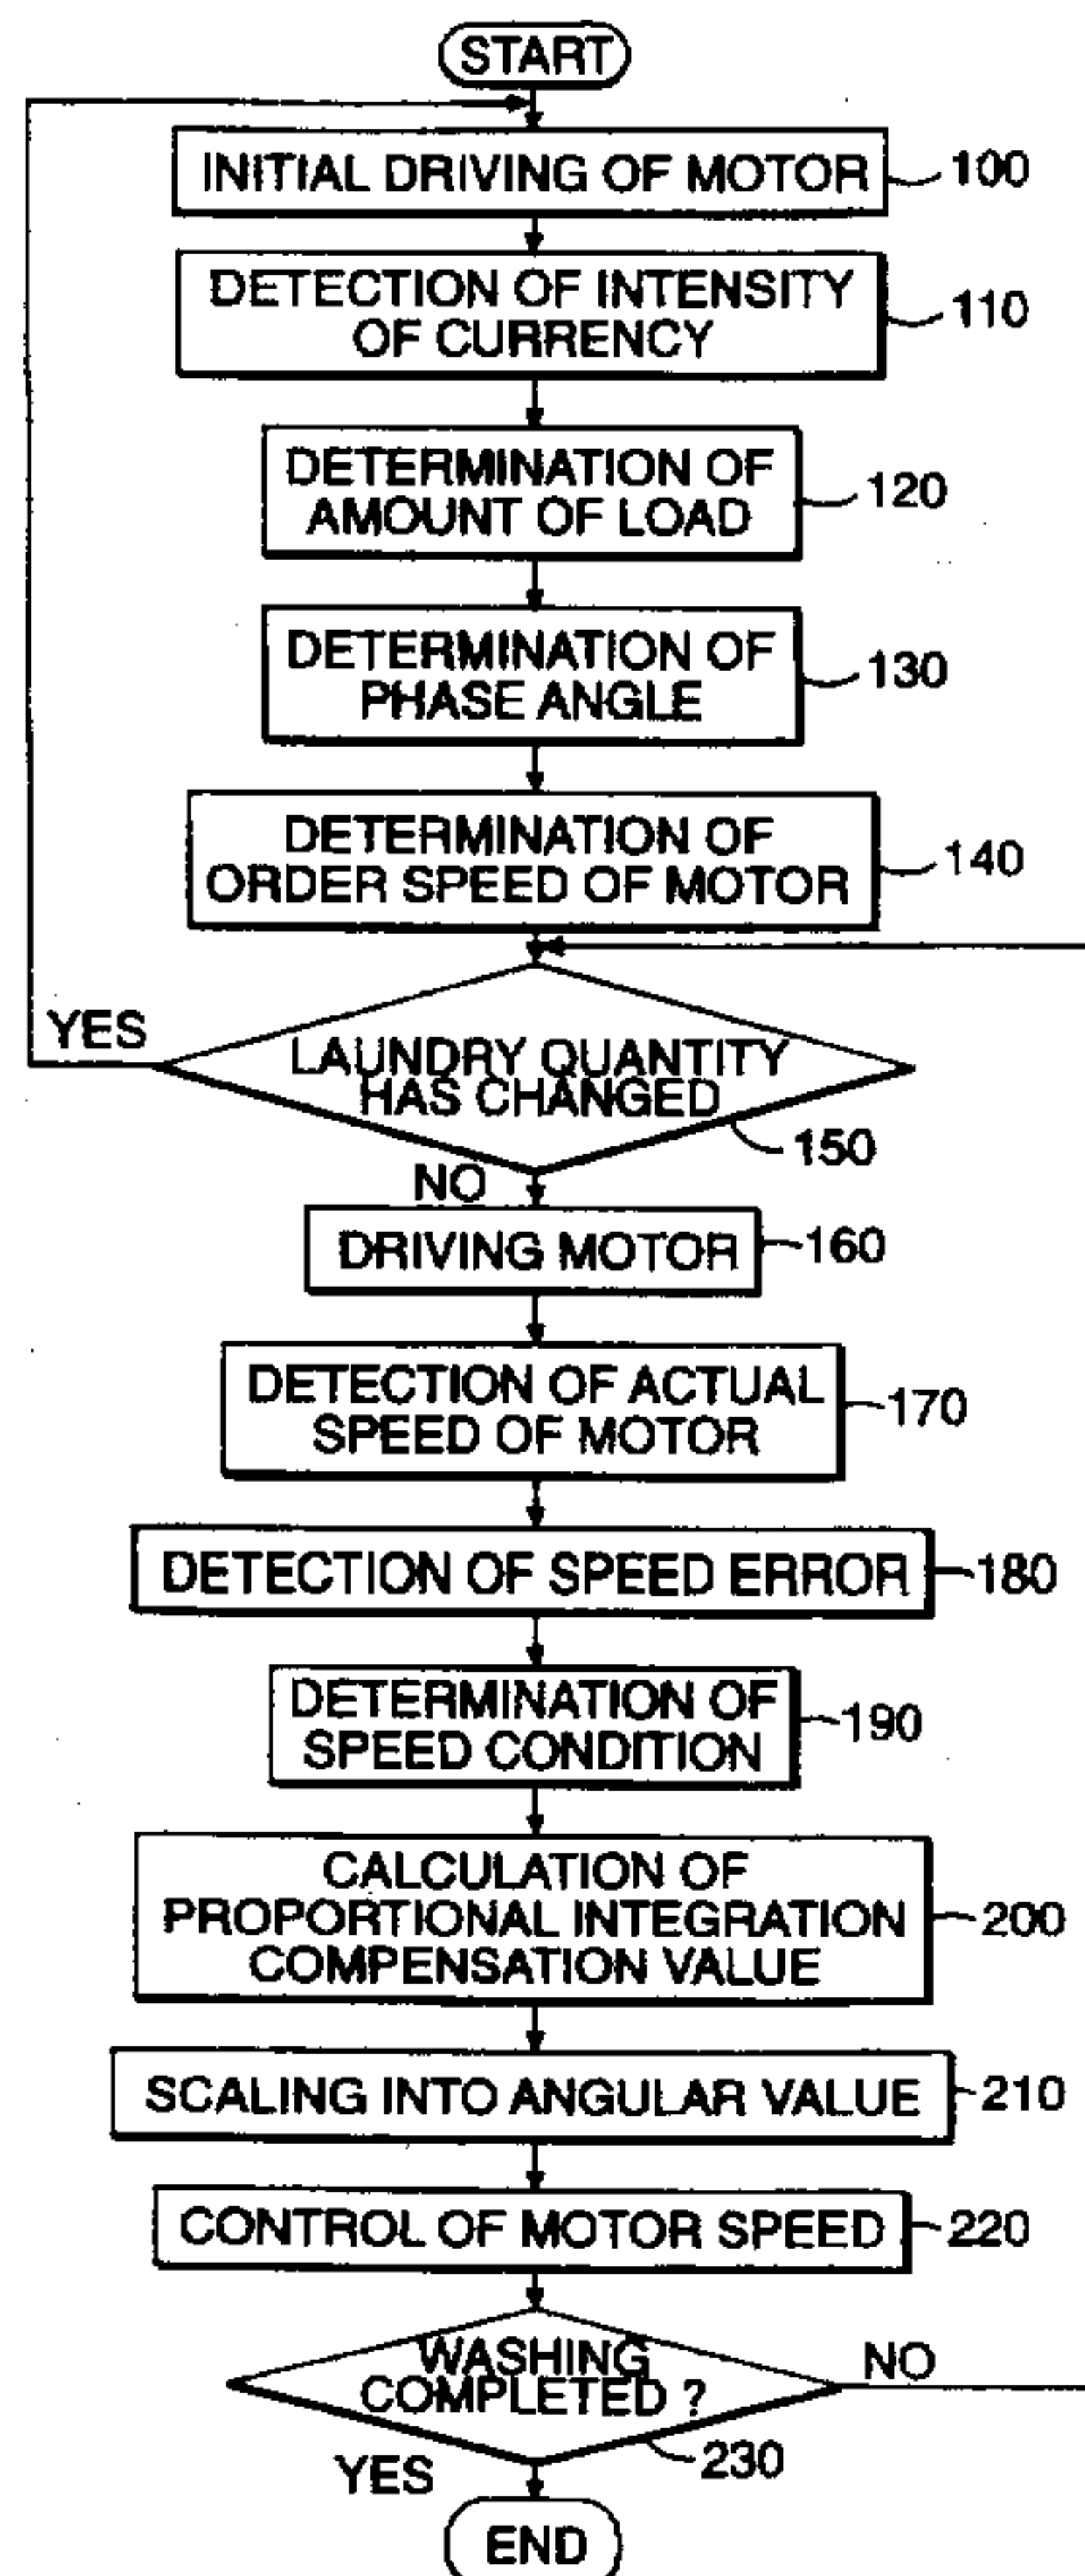 START
INITIAL DRIVING OF MOTOR
100
DETECTION OF INTENSITY
OF CURRENCY
110
DETERMINATION OF
AMOUNT OF LOAD
120
DETERMINATION OF
PHASE ANGLE
130
DETERMINATION OF
ORDER SPEED OF MOTOR
140
YES
LAUNDRY QUANTITY
HAS CHANGED
150
NO
DRIVING MOTOR
160
DETECTION OF ACTUAL
SPEED OF MOTOR
170
DETECTION OF SPEED ERROR
180
DETERMINATION OF
SPEED CONDITION
190
CALCULATION OF
PROPORTIONAL INTEGRATION
COMPENSATION VALUE
200
SCALING INTO ANGULAR VALUE
210
CONTROL OF MOTOR SPEED
220
WASHING
COMPLETED ?
NO
230
YES
END